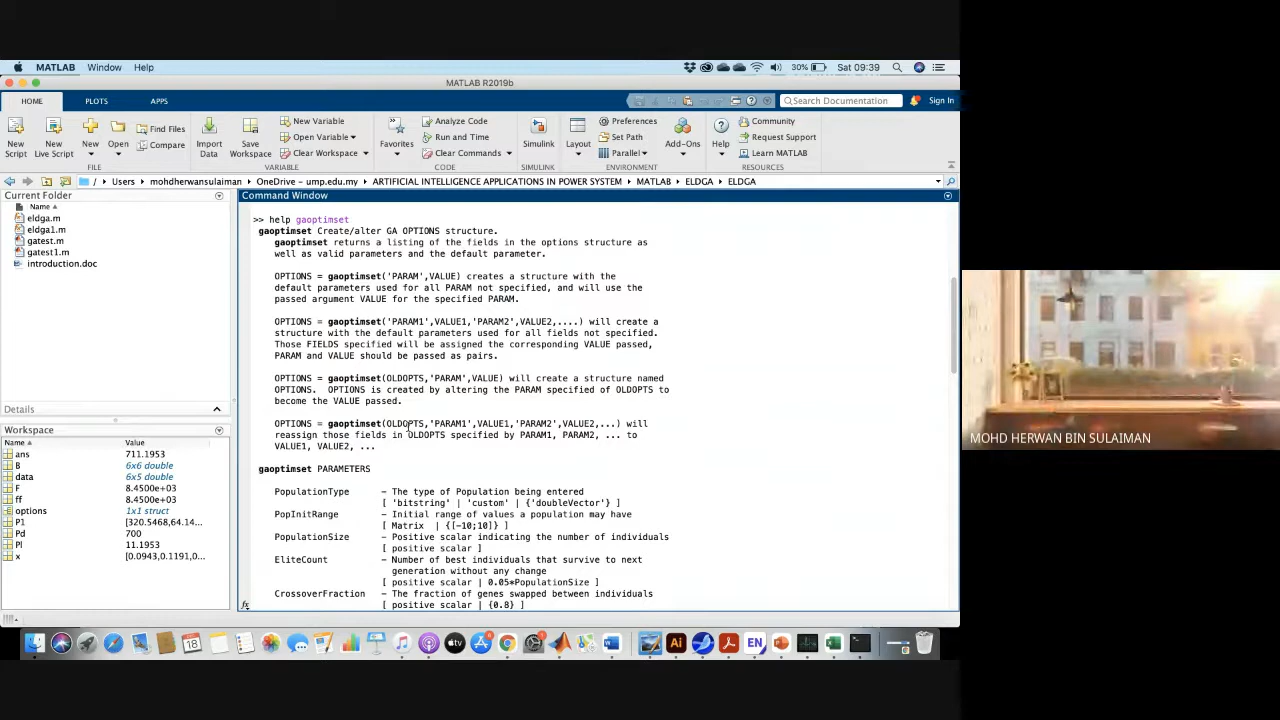 MATLAB Window Help
30% Sat 09:39
MATLAB R2019b
HOME PLOTS APPS
Search Documentation Sign In
New Script
New Live Script
New
Open
Find Files
Compare
FILE
Import Data
Save Workspace
New Variable
Open Variable
Clear Workspace
VARIABLE
Favorites
Analyze Code
Run and Time
Clear Commands
CODE
Simulink
SIMULINK
Layout
Preferences
Set Path
Parallel
Add-Ons
ENVIRONMENT
Help
Community
Request Support
Learn MATLAB
RESOURCES
/ Users mohdherwansulaiman OneDrive - ump.edu.my ARTIFICIAL INTELLIGENCE APPLICATIONS IN POWER SYSTEM MATLAB ELDGA ELDGA
Current Folder
Name
eldga.m
eldga1.m
gatest.m
gatest1.m
introduction.doc
Details
Workspace
Name Value
ans 711.1953
B 6x6 double
data 6x5 double
F 8.4500e+03
ff 8.4500e+03
options 1x1 struct
P1 [320.5468,64.14...
Pd 700
Pl 11.1953
x [0.0943,0.1191,0...
Command Window
>> help gaoptimset
gaoptimset Create/alter GA OPTIONS structure.
gaoptimset returns a listing of the fields in the options structure as
well as valid parameters and the default parameter.
OPTIONS = gaoptimset('PARAM',VALUE) creates a structure with the
default parameters used for all PARAM not specified, and will use the
passed argument VALUE for the specified PARAM.
OPTIONS = gaoptimset('PARAM1',VALUE1,'PARAM2',VALUE2,....) will create a
structure with the default parameters used for all fields not specified.
Those FIELDS specified will be assigned the corresponding VALUE passed,
PARAM and VALUE should be passed as pairs.
OPTIONS = gaoptimset(OLDOPTS,'PARAM',VALUE) will create a structure named
OPTIONS. OPTIONS is created by altering the PARAM specified of OLDOPTS to
become the VALUE passed.
OPTIONS = gaoptimset(OLDOPTS,'PARAM1',VALUE1,'PARAM2',VALUE2,...) will
reassign those fields in OLDOPTS specified by PARAM1, PARAM2, ... to
VALUE1, VALUE2, ...
gaoptimset PARAMETERS
PopulationType - The type of Population being entered
[ 'bitstring' | 'custom' | {'doubleVector'} ]
PopInitRange - Initial range of values a population may have
[ Matrix | {[-10;10]} ]
PopulationSize - Positive scalar indicating the number of individuals
[ positive scalar ]
EliteCount - Number of best individuals that survive to next
generation without any change
[ positive scalar | 0.05*PopulationSize ]
CrossoverFraction - The fraction of genes swapped between individuals
[ positive scalar | {0.8} ]
fx
18
Ai
EN
MOHD HERWAN BIN SULAIMAN